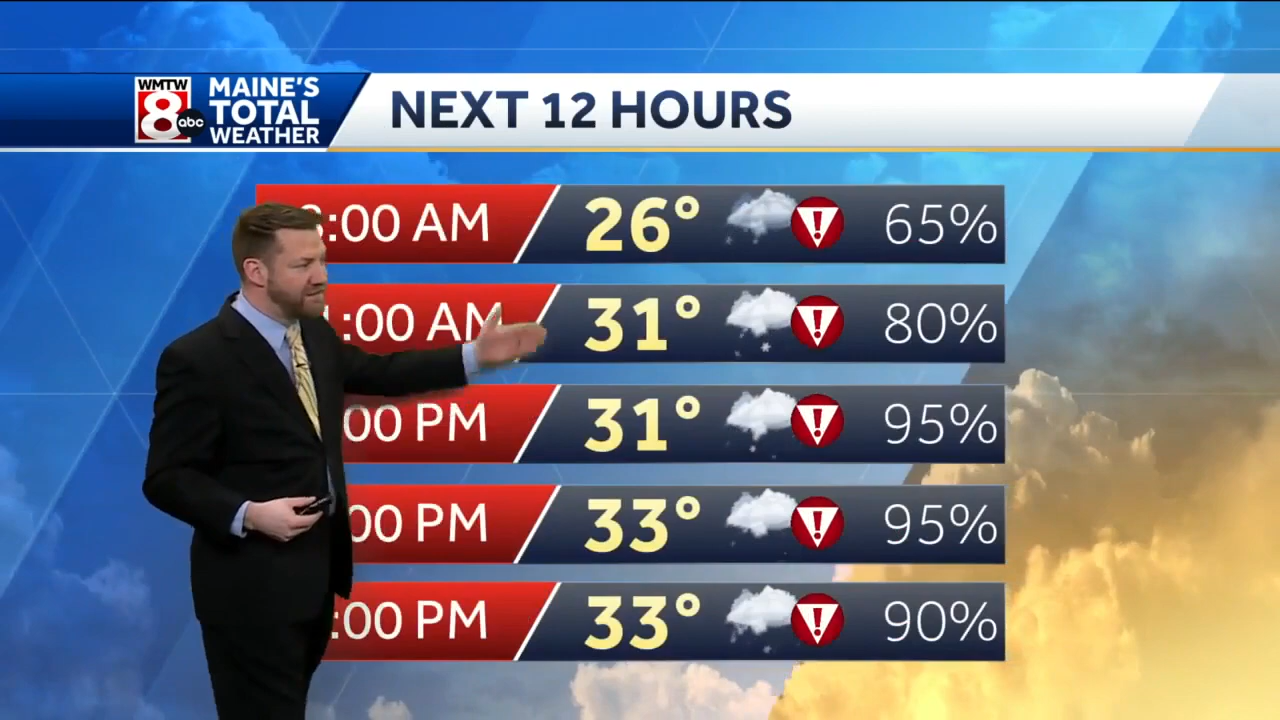 WMTW
8
abc
MAINE'S
TOTAL
WEATHER
NEXT 12 HOURS
:00 AM 26° 65%
:00 AM 31° 80%
00 PM 31° 95%
00 PM 33° 95%
:00 PM 33° 90%